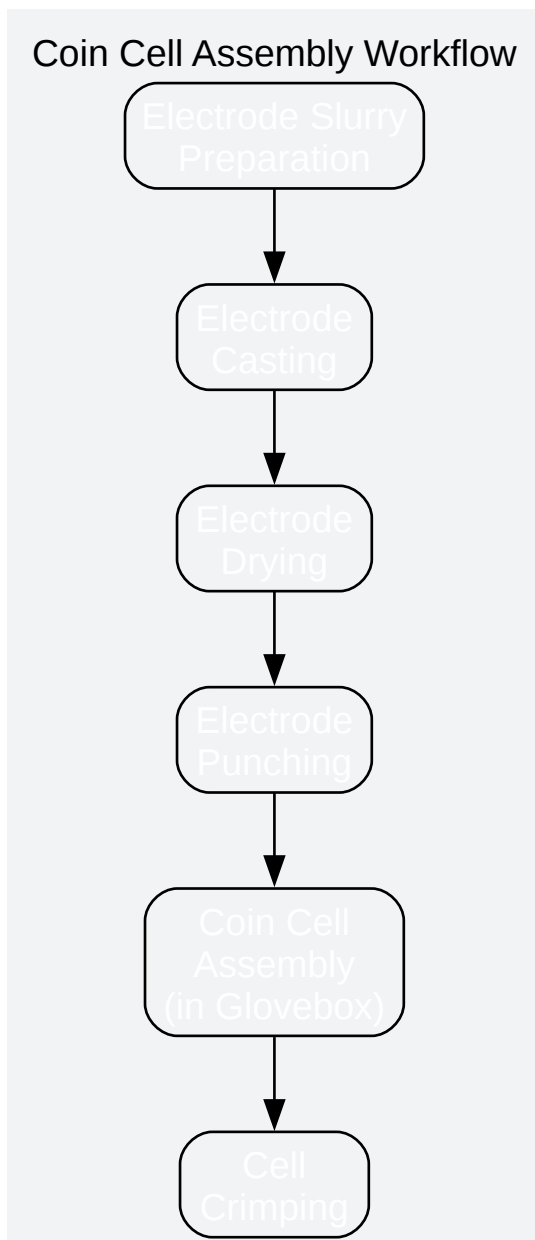 Coin Cell Assembly Workflow
Electrode Slurry
Preparation
Electrode
Casting
Electrode
Drying
Electrode
Punching
Coin Cell
Assembly
(in Glovebox)
Cell
Crimping